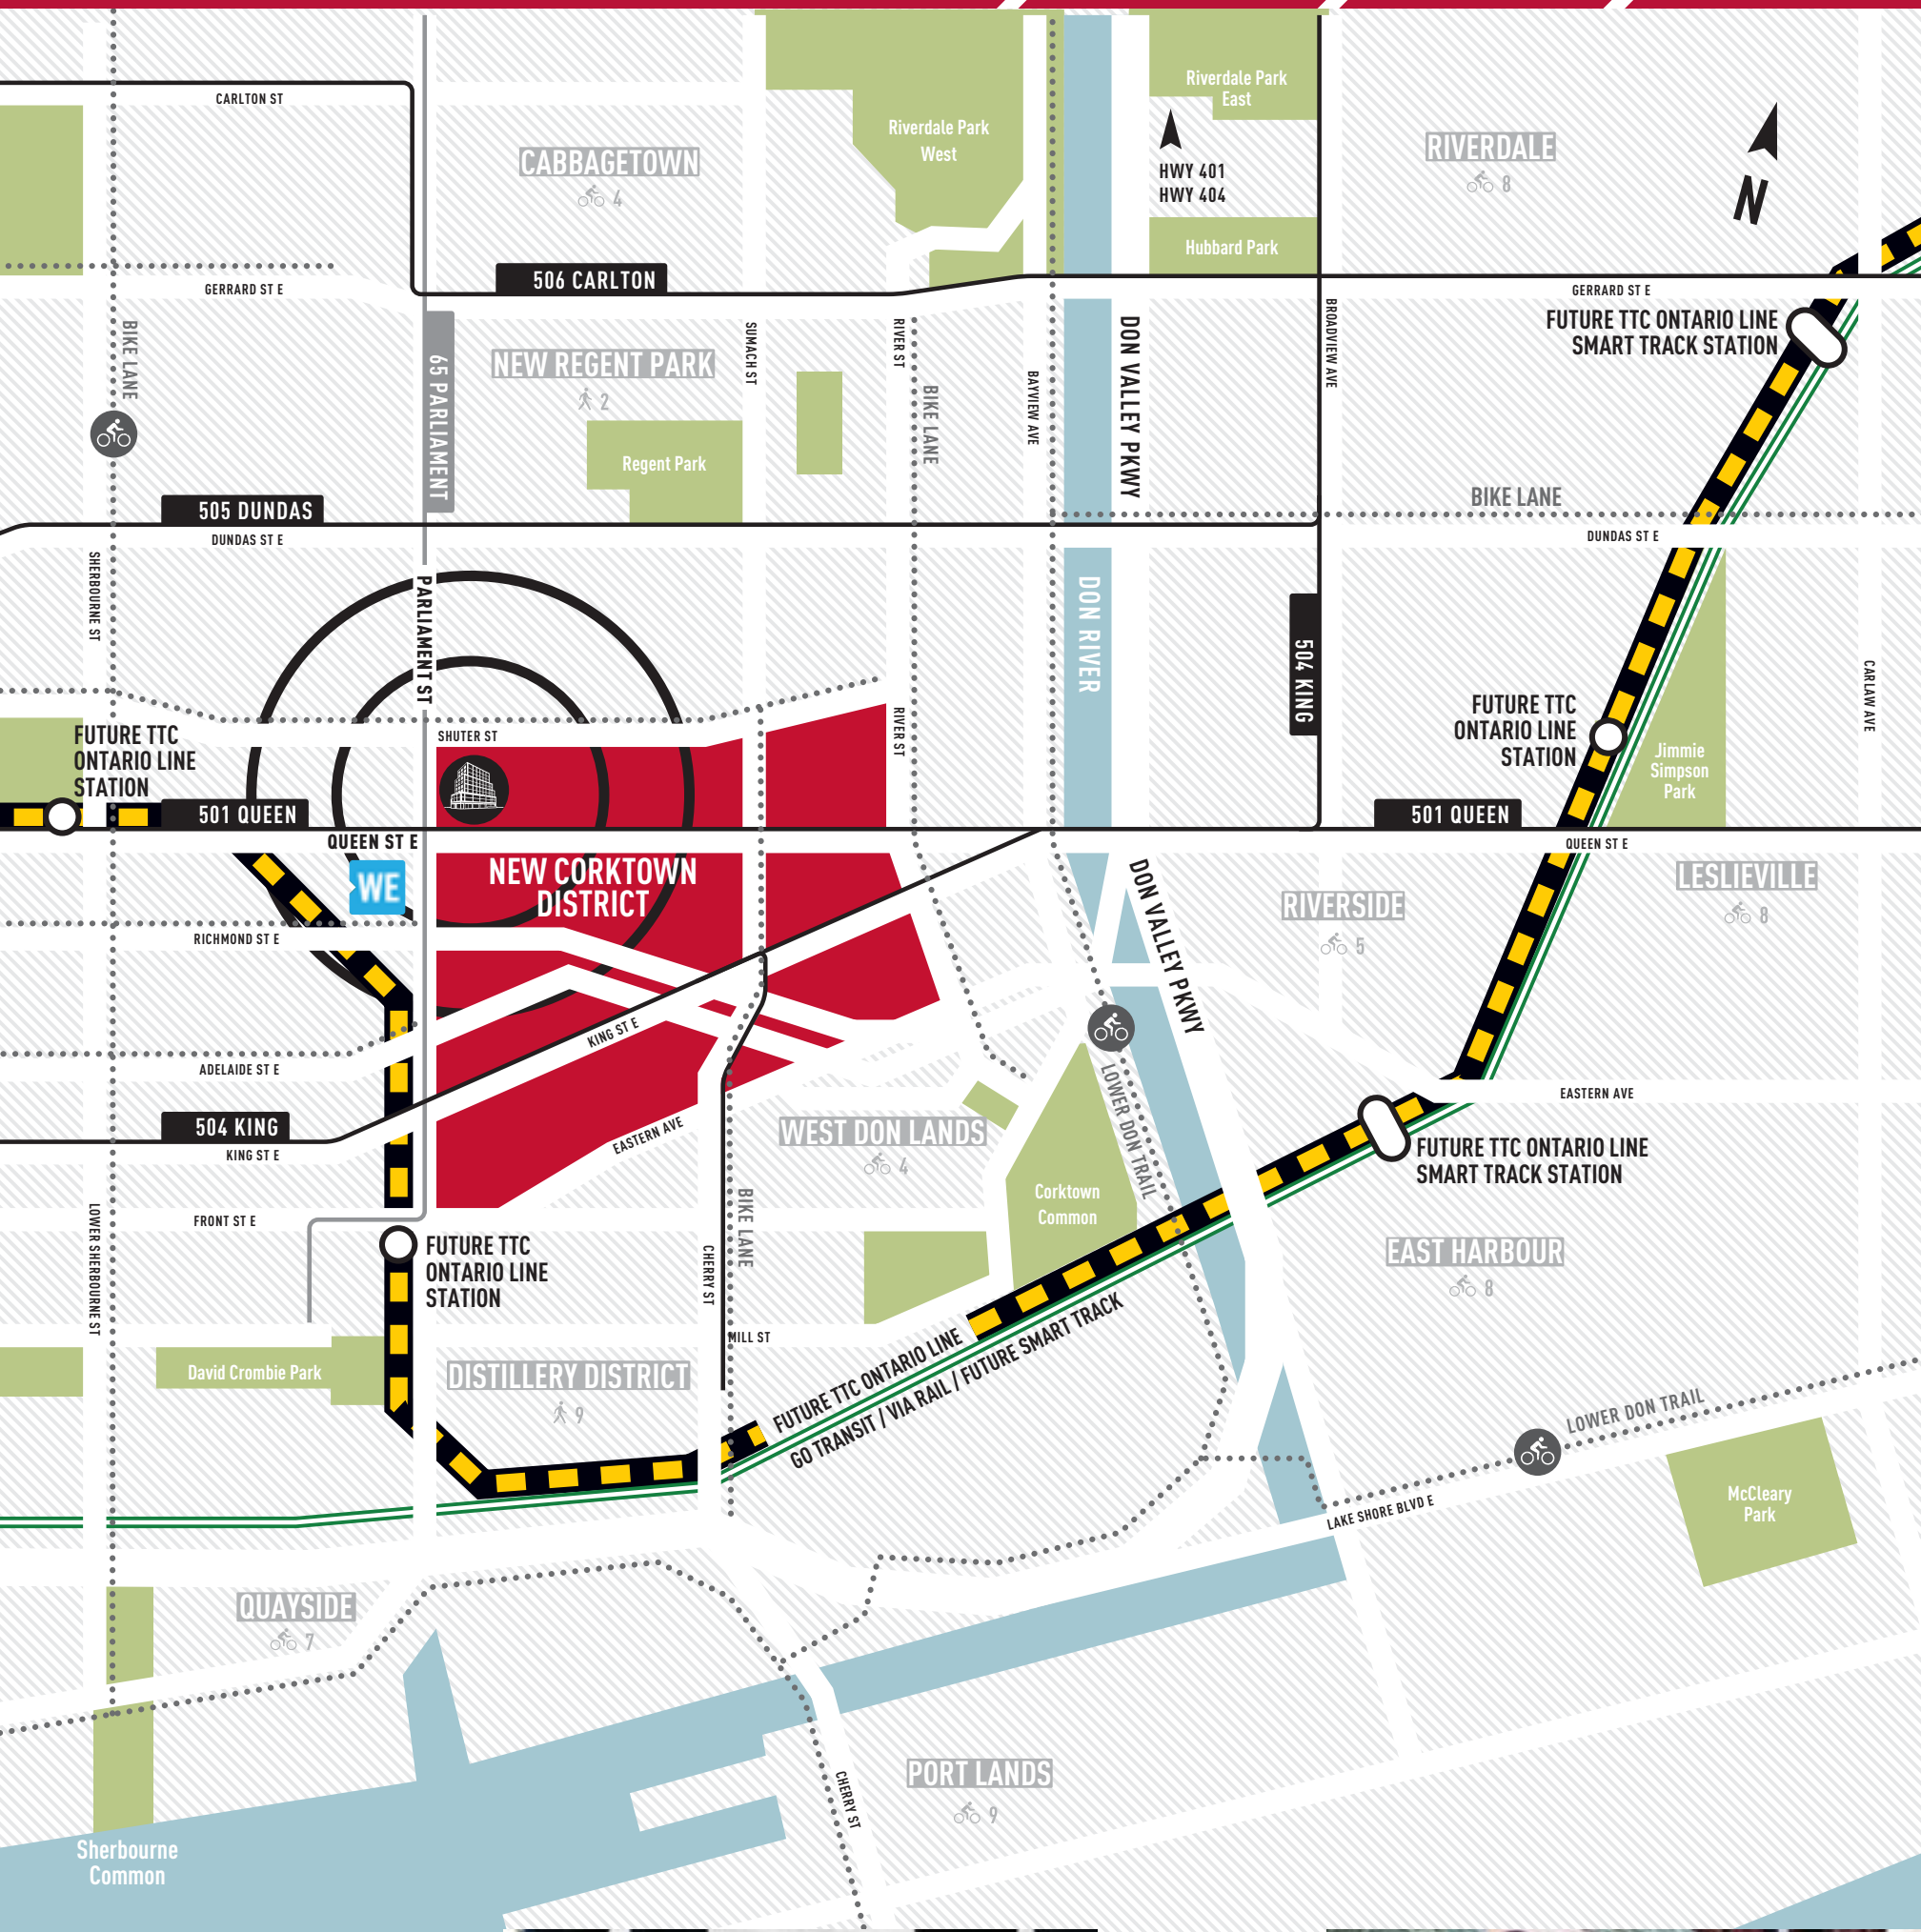 CARLTON ST
Riverdale Park
East
Riverdale Park
West
RIVERDALE
8
CABBAGETOWN
4
HWY 401
HWY 404
N
Hubbard Park
506 CARLTON
GERRARD ST E
GERRARD ST E
BIKE LANE
65 PARLIAMENT
NEW REGENT PARK
2
SUMACH ST
RIVER ST
BIKE LANE
BAYVIEW AVE
DON VALLEY PKWY
BROADVIEW AVE
FUTURE TTC ONTARIO LINE
SMART TRACK STATION
Regent Park
BIKE LANE
505 DUNDAS
DUNDAS ST E
DUNDAS ST E
SHERBOURNE ST
PARLIAMENT ST
DON RIVER
504 KING
CARLAW AVE
FUTURE TTC
ONTARIO LINE
STATION
FUTURE TTC
ONTARIO LINE
STATION
Jimmie
Simpson
Park
SHUTER ST
RIVER ST
501 QUEEN
501 QUEEN
QUEEN ST E
QUEEN ST E
WE
NEW CORKTOWN
DISTRICT
DON VALLEY PKWY
RIVERSIDE
5
LESLIEVILLE
8
RICHMOND ST E
KING ST E
ADELAIDE ST E
504 KING
KING ST E
EASTERN AVE
WEST DON LANDS
4
LOWER DON TRAIL
EASTERN AVE
FUTURE TTC ONTARIO LINE
SMART TRACK STATION
Corktown
Common
LOWER SHERBOURNE ST
FRONT ST E
FUTURE TTC
ONTARIO LINE
STATION
BIKE LANE
CHERRY ST
EAST HARBOUR
8
MILL ST
David Crombie Park
DISTILLERY DISTRICT
9
FUTURE TTC ONTARIO LINE
GO TRANSIT / VIA RAIL / FUTURE SMART TRACK
LOWER DON TRAIL
LAKE SHORE BLVD E
McCleary
Park
QUAYSIDE
7
PORT LANDS
9
CHERRY ST
Sherbourne
Common